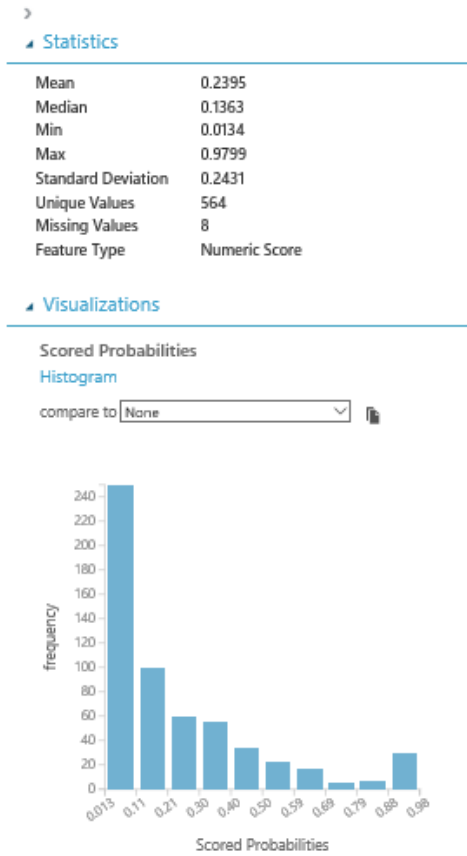 Statistics
Mean 0.2395
Median 0.1363
Min 0.0134
Max 0.9799
Standard Deviation 0.2431
Unique Values 564
Missing Values 8
Feature Type Numeric Score
Visualizations
Scored Probabilities
Histogram
compare to None
240
220
200
180
160
140
120
100
80
60
40
20
0
frequency
0.013 0.11 0.21 0.30 0.40 0.50 0.59 0.69 0.79 0.88 0.98
Scored Probabilities